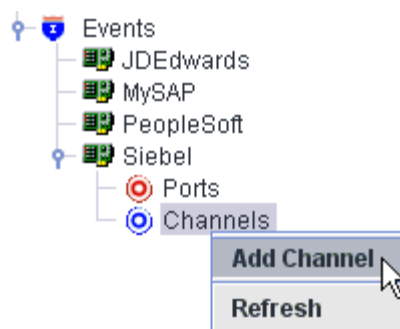 Events
JDEdwards
MySAP
PeopleSoft
Siebel
Ports
Channels
Add Channel
Refresh